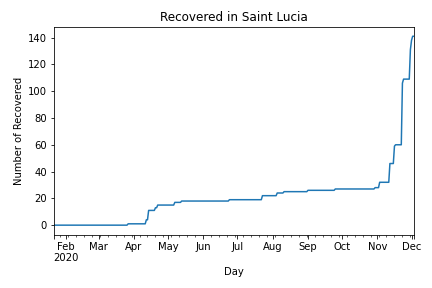 Recovered in Saint Lucia
Number of Recovered
140
120
100
80
60
40
20
0
Feb Mar Apr May Jun Jul Aug Sep Oct Nov Dec
2020
Day